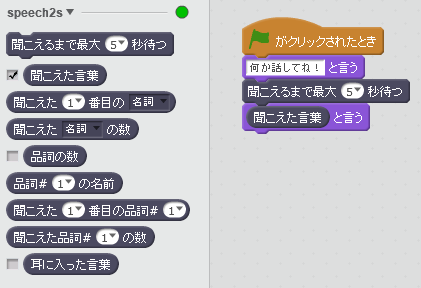 speech2s
聞こえるまで最大 5 秒待つ
聞こえた言葉
聞こえた 1 番目の 名詞
聞こえた 名詞 の数
品詞の数
品詞# 1 の名前
聞こえた 1 番目の品詞# 1
聞こえた品詞# 1 の数
耳に入った言葉
がクリックされたとき
何か話してね! と言う
聞こえるまで最大 5 秒待つ
聞こえた言葉 と言う